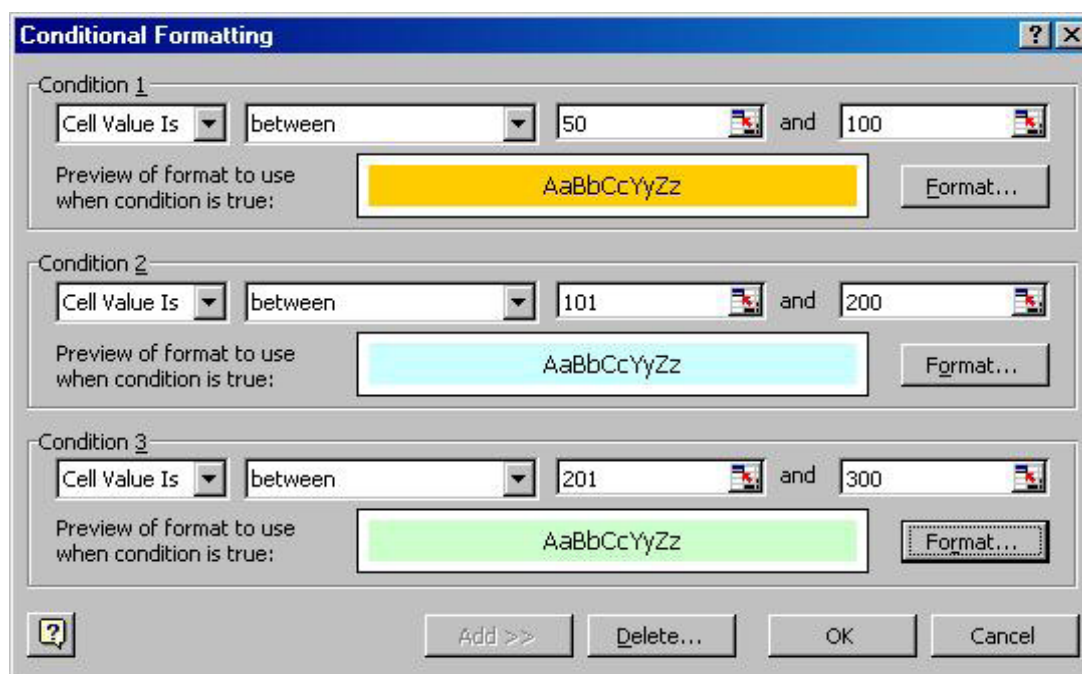 Conditional Formatting
Condition 1
Cell Value Is between 50 and 100
Preview of format to use
when condition is true:
AaBbCcYyZz
Format...
Condition 2
Cell Value Is between 101 and 200
Preview of format to use
when condition is true:
AaBbCcYyZz
Format...
Condition 3
Cell Value Is between 201 and 300
Preview of format to use
when condition is true:
AaBbCcYyZz
Format...
Add >> Delete... OK Cancel